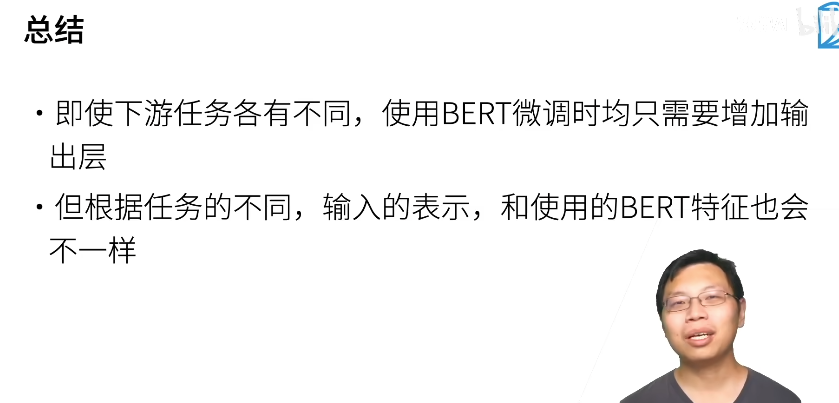 总结
• 即使下游任务各有不同，使用BERT微调时均只需要增加输
出层
• 但根据任务的不同，输入的表示，和使用的BERT特征也会
不一样